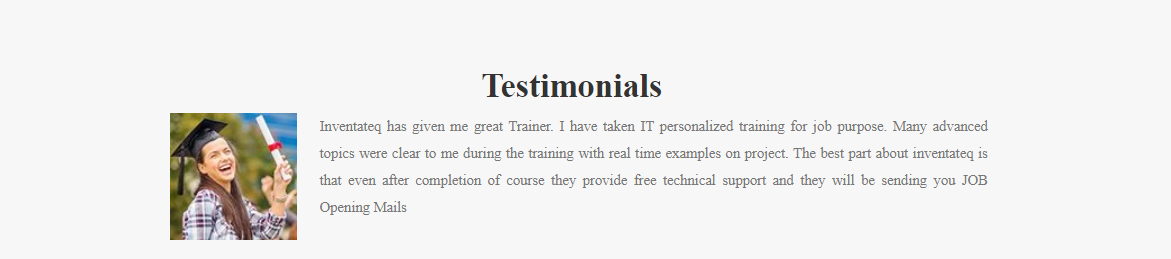 Testimonials
Inventateq has given me great Trainer. I have taken IT personalized training for job purpose. Many advanced
topics were clear to me during the training with real time examples on project. The best part about inventateq is
that even after completion of course they provide free technical support and they will be sending you JOB
Opening Mails